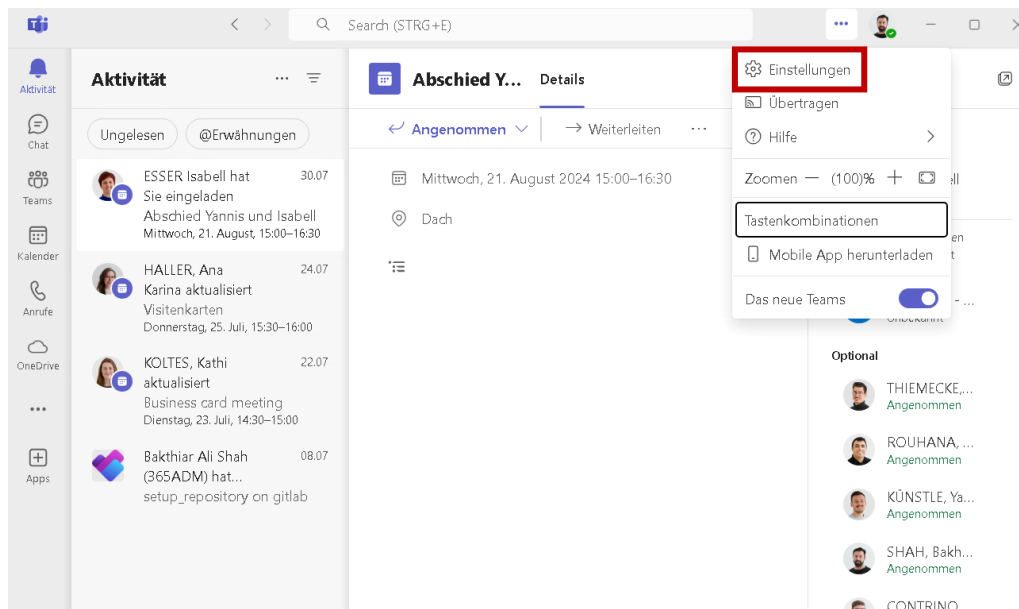 Search (STRG+E)
Aktivität
Chat
Teams
Kalender
Anrufe
OneDrive
Apps
Aktivität
Ungelesen
@Erwähnungen
ESSER Isabell hat 30.07
Sie eingeladen
Abschied Yannis und Isabell
Mittwoch, 21. August, 15:00–16:30
HALLER, Ana 24.07
Karina aktualisiert
Visitenkarten
Donnerstag, 25. Juli, 15:30–16:00
KOLTES, Kathi 22.07
aktualisiert
Business card meeting
Dienstag, 23. Juli, 14:30–15:00
Bakthiar Ali Shah 08.07
(365ADM) hat...
setup_repository on gitlab
Abschied Y... Details
Angenommen Weiterleiten
Mittwoch, 21. August 2024 15:00–16:30
Dach
Einstellungen
Übertragen
Hilfe
Zoomen — (100)% +
Tastenkombinationen
Mobile App herunterladen
Das neue Teams
Unbekannt
Optional
THIEMECKE,...
Angenommen
ROUHANA, ...
Angenommen
KÜNSTLE, Ya...
Angenommen
SHAH, Bakh...
Angenommen
CONTRINO